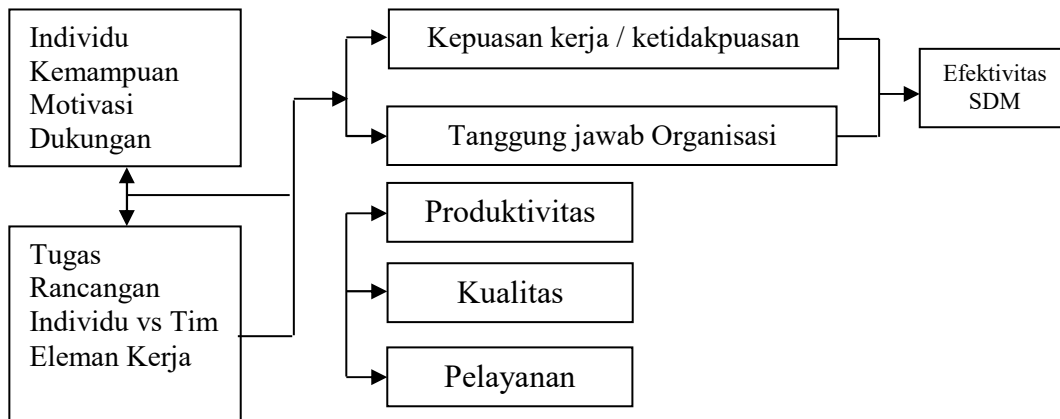 Individu
Kemampuan
Motivasi
Dukungan
Kepuasan kerja / ketidakpuasan
Efektivitas
SDM
Tanggung jawab Organisasi
Tugas
Rancangan
Individu vs Tim
Eleman Kerja
Produktivitas
Kualitas
Pelayanan